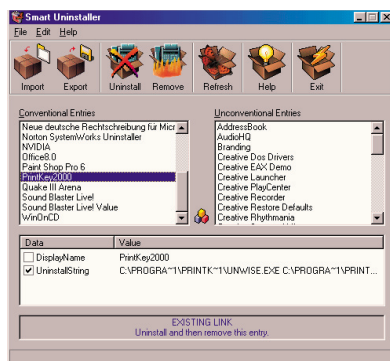 Smart Uninstaller
File Edit Help
Import Export Uninstall Remove Refresh Help Exit
Conventional Entries
Neue deutsche Rechtschreibung für Micr
Norton SystemWorks Uninstaller
NVIDIA
Office8.0
Paint Shop Pro 6
PrintKey2000
Quake III Arena
Sound Blaster Live!
Sound Blaster Live! Value
WinOnCD
Unconventional Entries
AddressBook
AudioHQ
Branding
Creative Dos Drivers
Creative EAX Demo
Creative Launcher
Creative PlayCenter
Creative Recorder
Creative Restore Defaults
Creative Rhythmania
Data Value
DisplayName PrintKey2000
UninstallString C:\PROGRA~1\PRINTK~1\UNWISE.EXE C:\PROGRA~1\PRINT...
EXISTING LINK
Uninstall and then remove this entry.